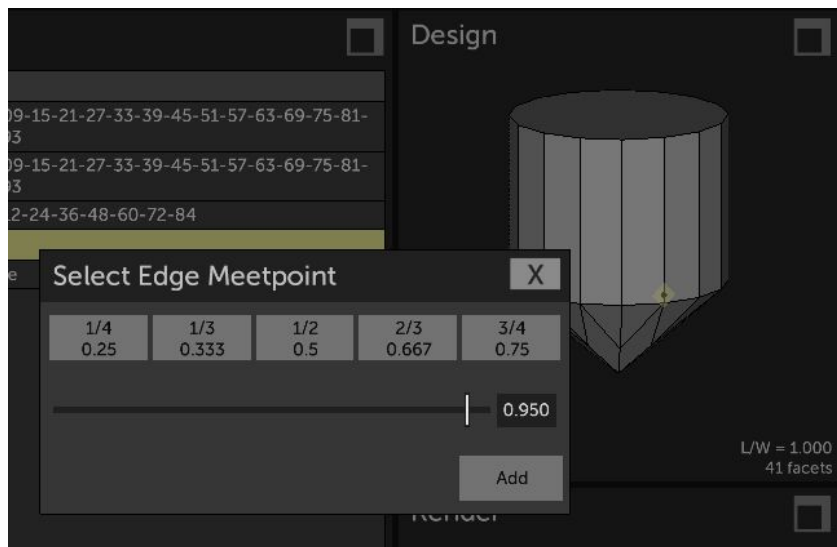 Design
09-15-21-27-33-39-45-51-57-63-69-75-81-
93
09-15-21-27-33-39-45-51-57-63-69-75-81-
93
12-24-36-48-60-72-84
e
Select Edge Meetpoint
X
1/4
0.25
1/3
0.333
1/2
0.5
2/3
0.667
3/4
0.75
0.950
Add
L/W = 1.000
41 facets
Render